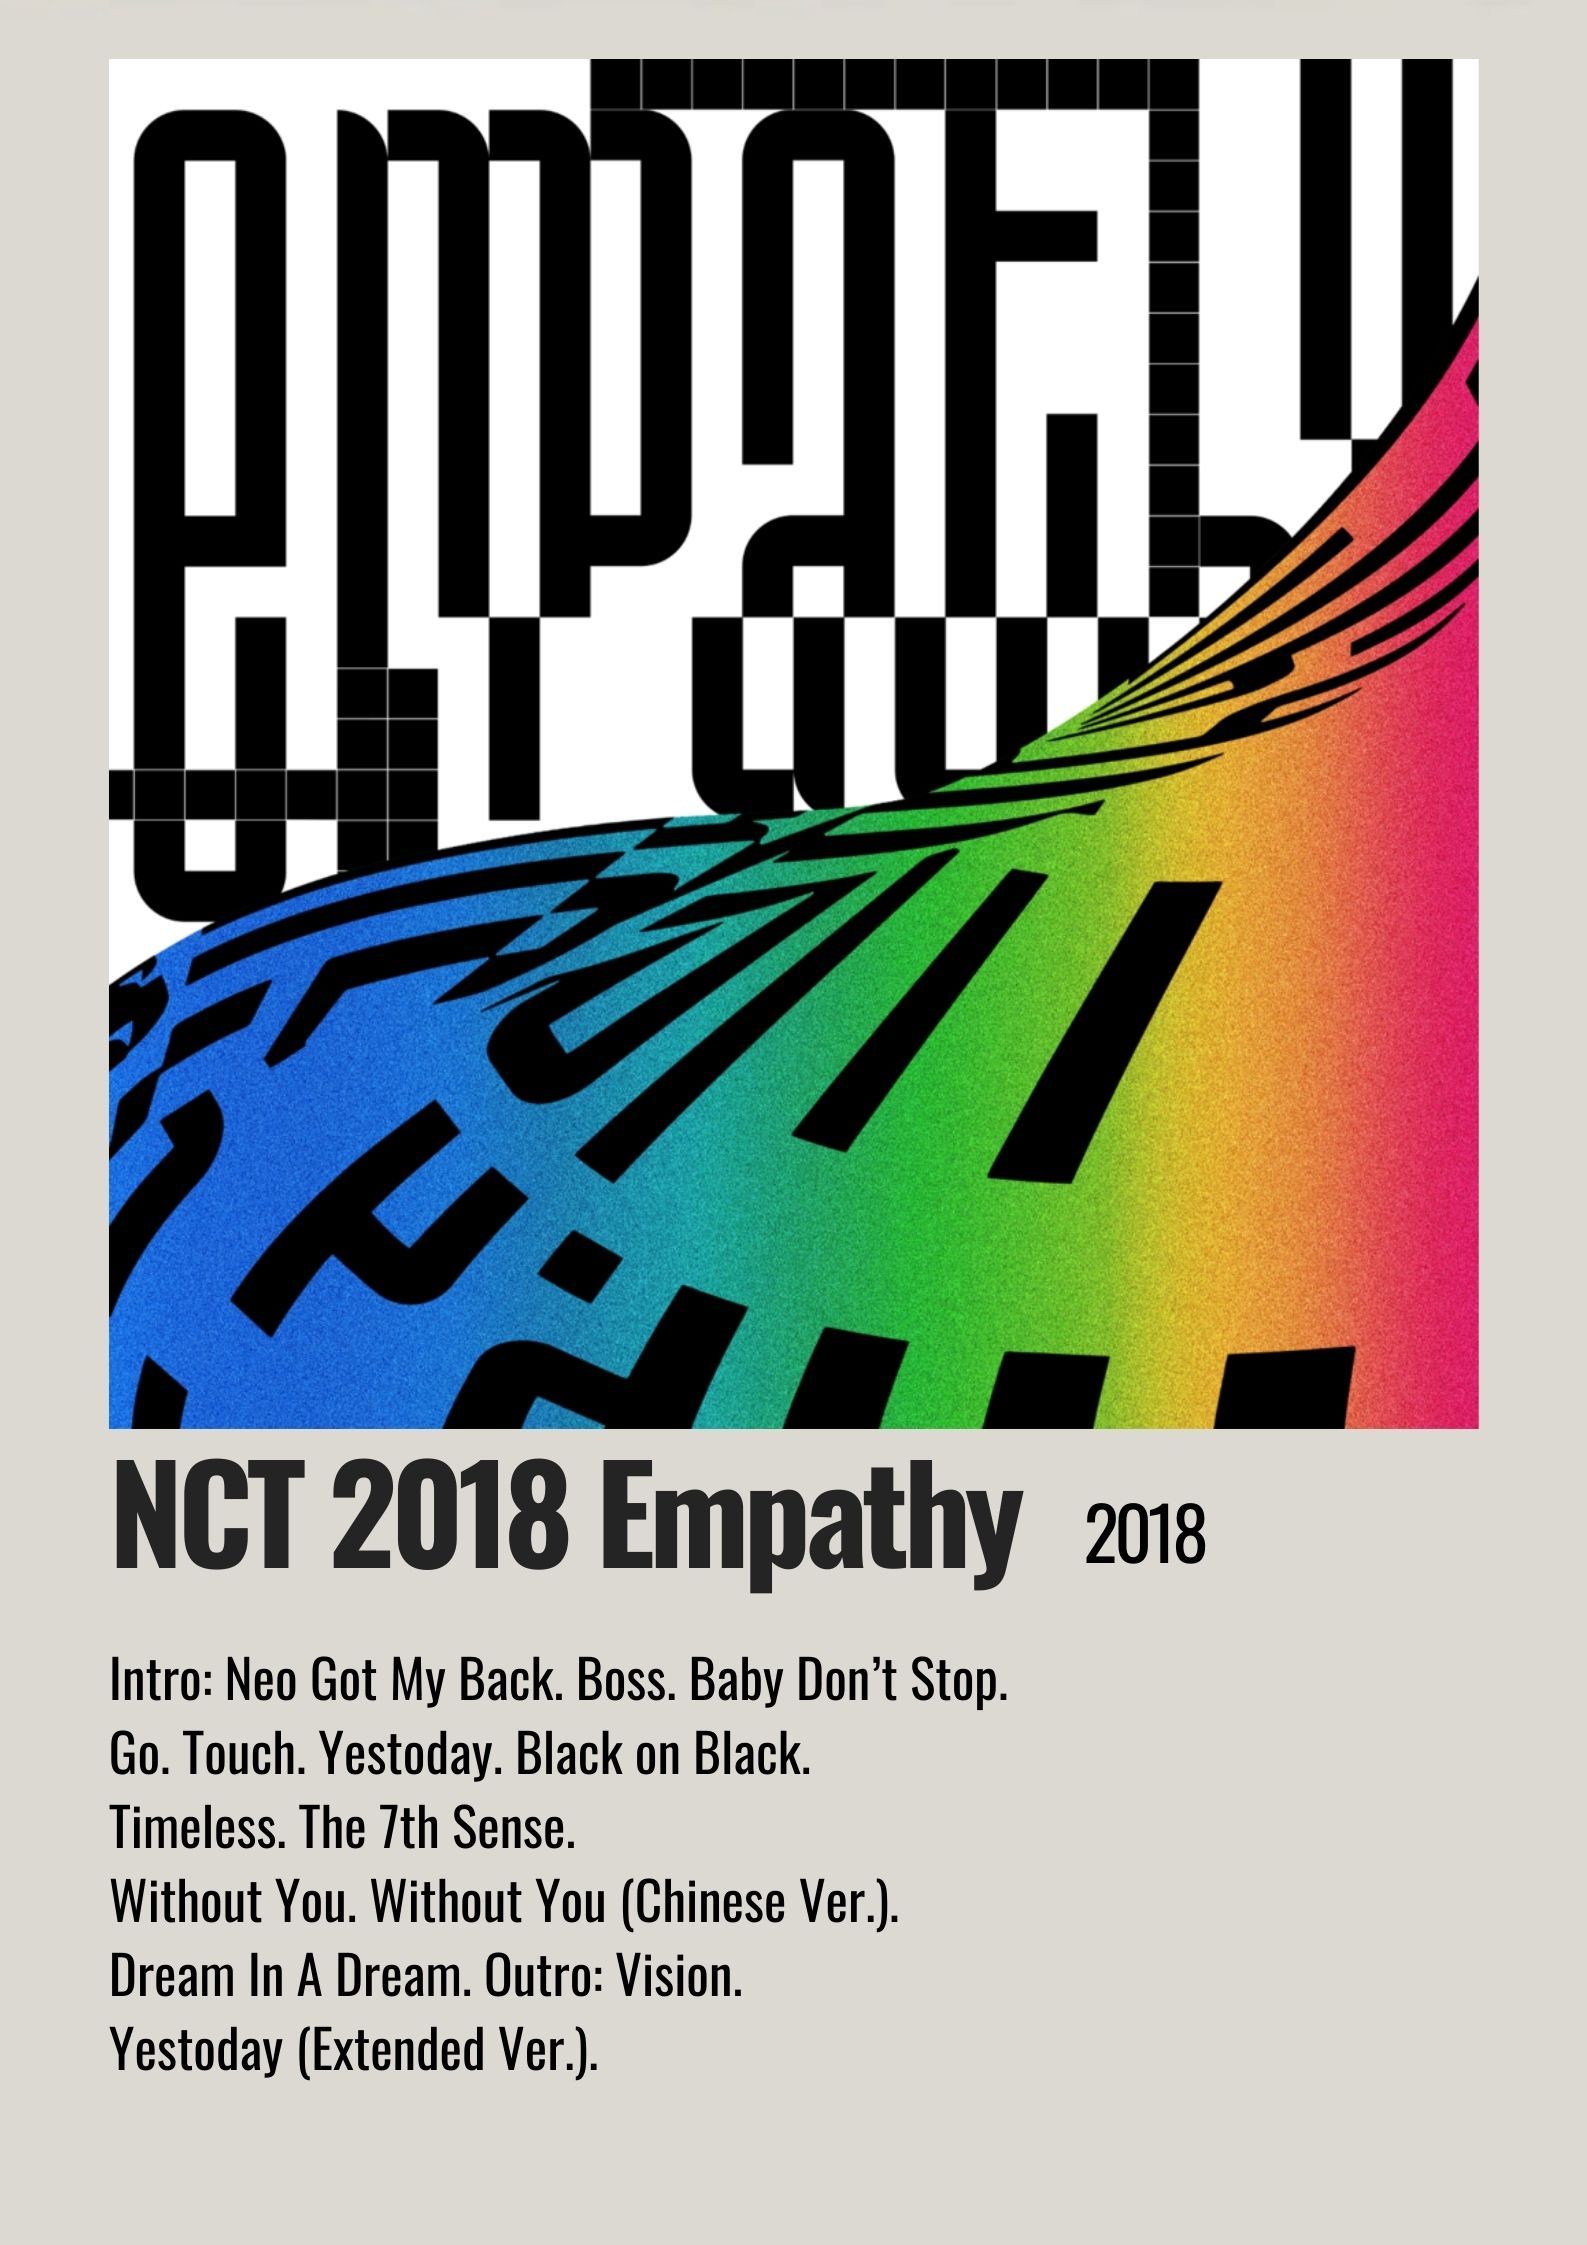 empathy
NCT 2018 Empathy 2018
Intro: Neo Got My Back. Boss. Baby Don’t Stop.
Go. Touch. Yestoday. Black on Black.
Timeless. The 7th Sense.
Without You. Without You (Chinese Ver.).
Dream In A Dream. Outro: Vision.
Yestoday (Extended Ver.).